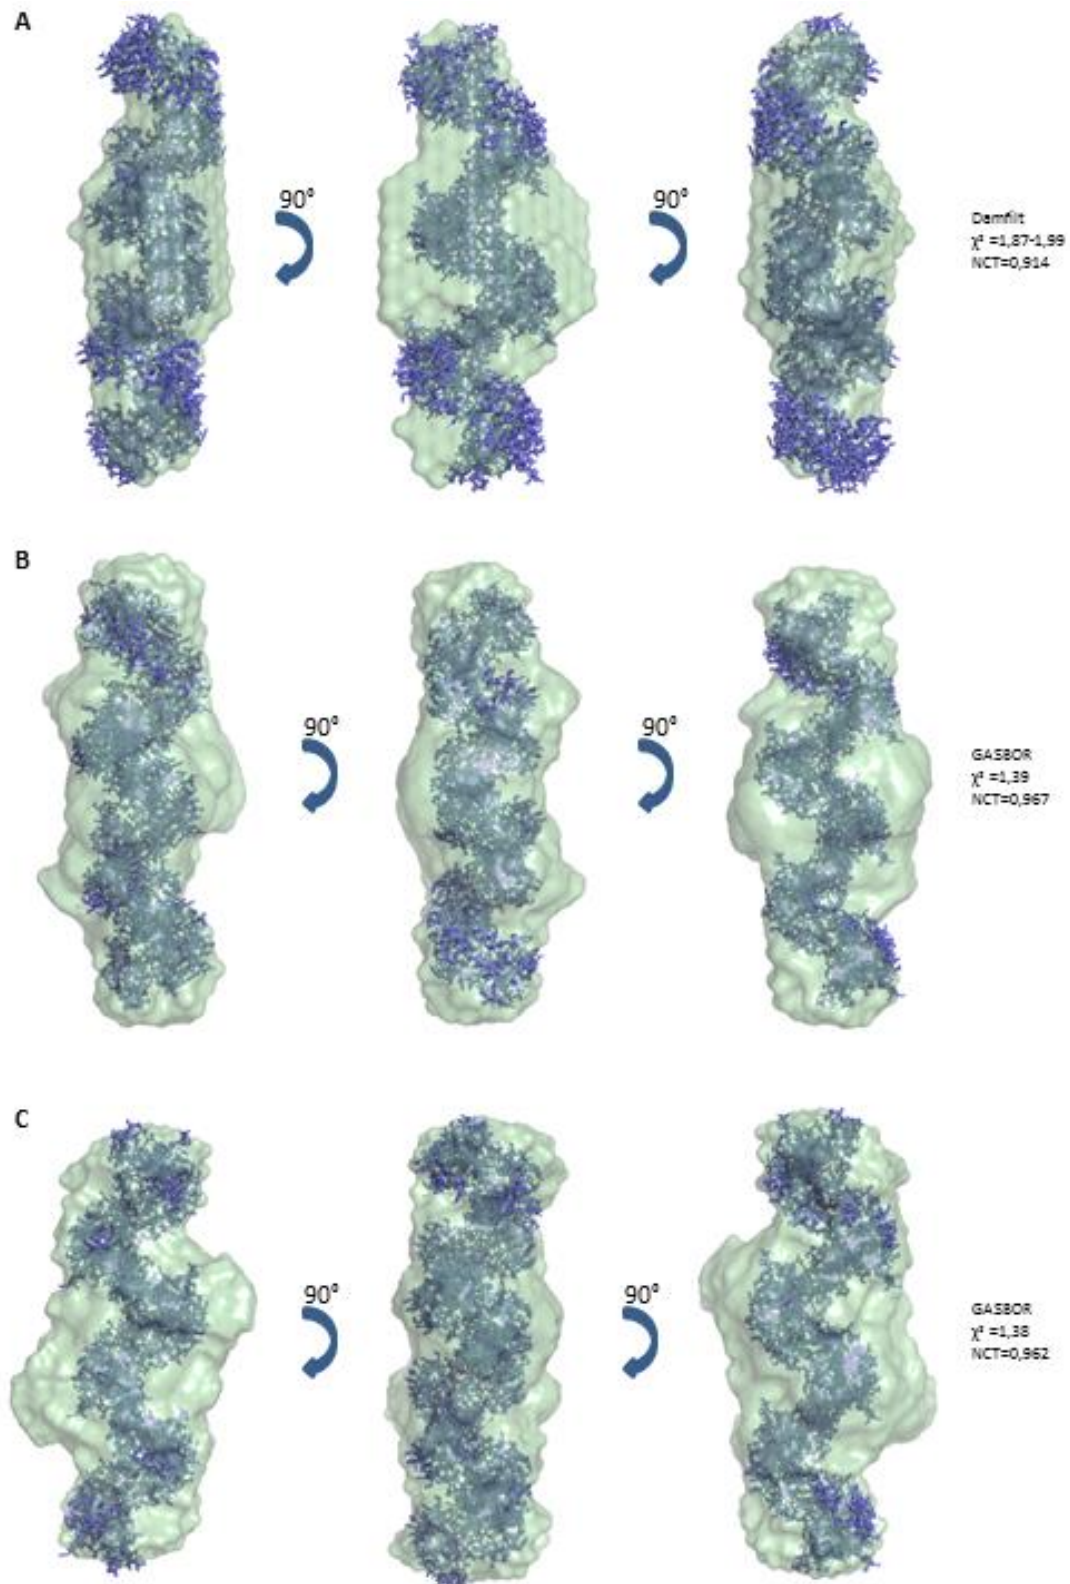 A
90°
90°
Damfilt
χ² =1,87-1,99
NCT=0,914
B
90°
90°
GASBOR
χ² =1,39
NCT=0,967
C
90°
90°
GASBOR
χ² =1,38
NCT=0,962